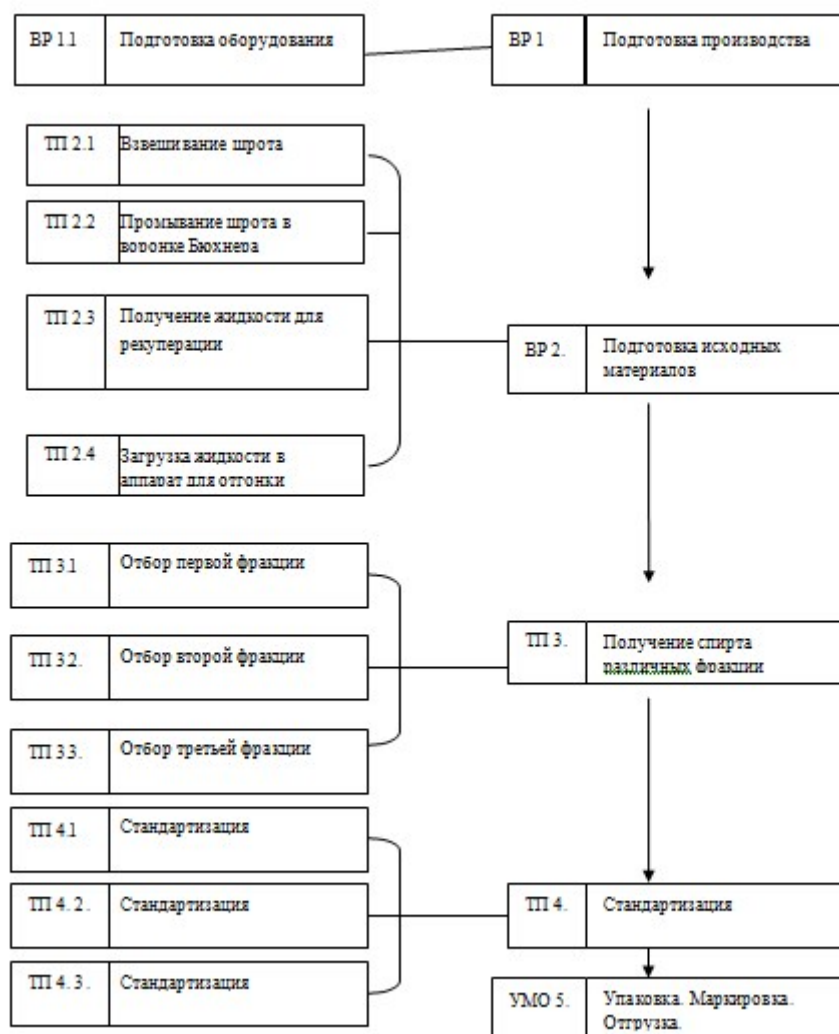 ВР 1.1 Подготовка оборудования
ВР 1 Подготовка производства
ТП 2.1 Взвешивание шрота
ТП 2.2 Промывание шрота в
воронке Бюхнера
ТП 2.3 Получение жидкости для
рекуперации
ВР 2. Подготовка исходных
материалов
ТП 2.4 Загрузка жидкости в
аппарат для отгонки
ТП 3.1 Отбор первой фракции
ТП 3.2. Отбор второй фракции
ТП 3. Получение спирта
различных фракции
ТП 3.3. Отбор третьей фракции
ТП 4.1 Стандартизация
ТП 4. 2. Стандартизация
ТП 4. Стандартизация
ТП 4. 3. Стандартизация
УМО 5. Упаковка. Маркировка.
Отгрузка.